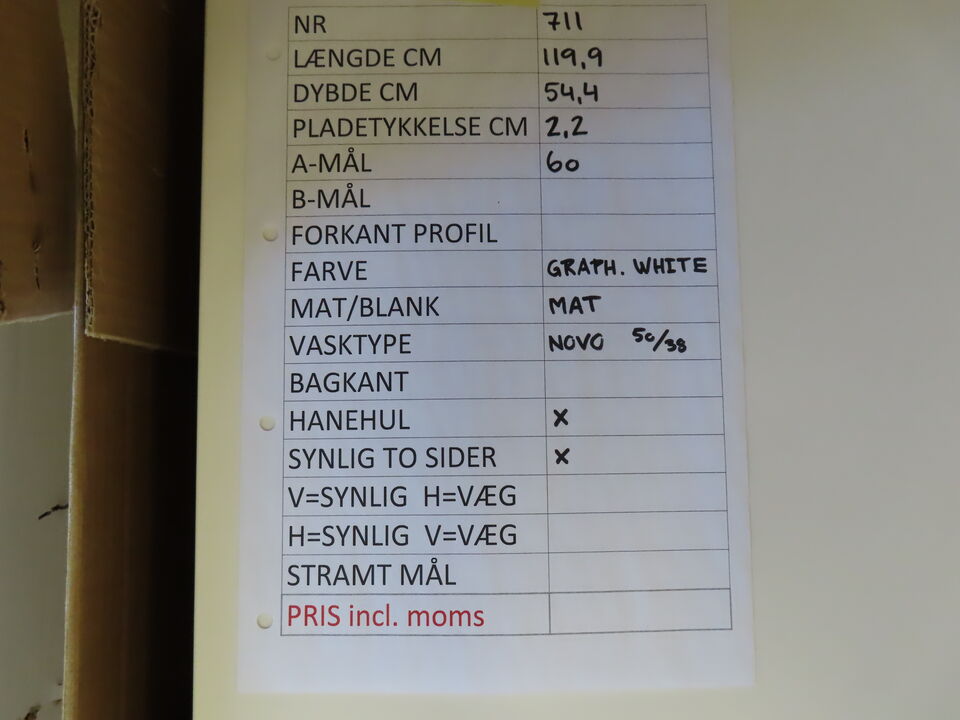 NR 711
LÆNGDE CM 119,9
DYBDE CM 54,4
PLADETYKKELSE CM 2,2
A-MÅL 60
B-MÅL
FORKANT PROFIL
FARVE GRAPH. WHITE
MAT/BLANK MAT
VASKTYPE NOVO 50/38
BAGKANT
HANEHUL X
SYNLIG TO SIDER X
V=SYNLIG H=VÆG
H=SYNLIG V=VÆG
STRAMT MÅL
PRIS incl. moms